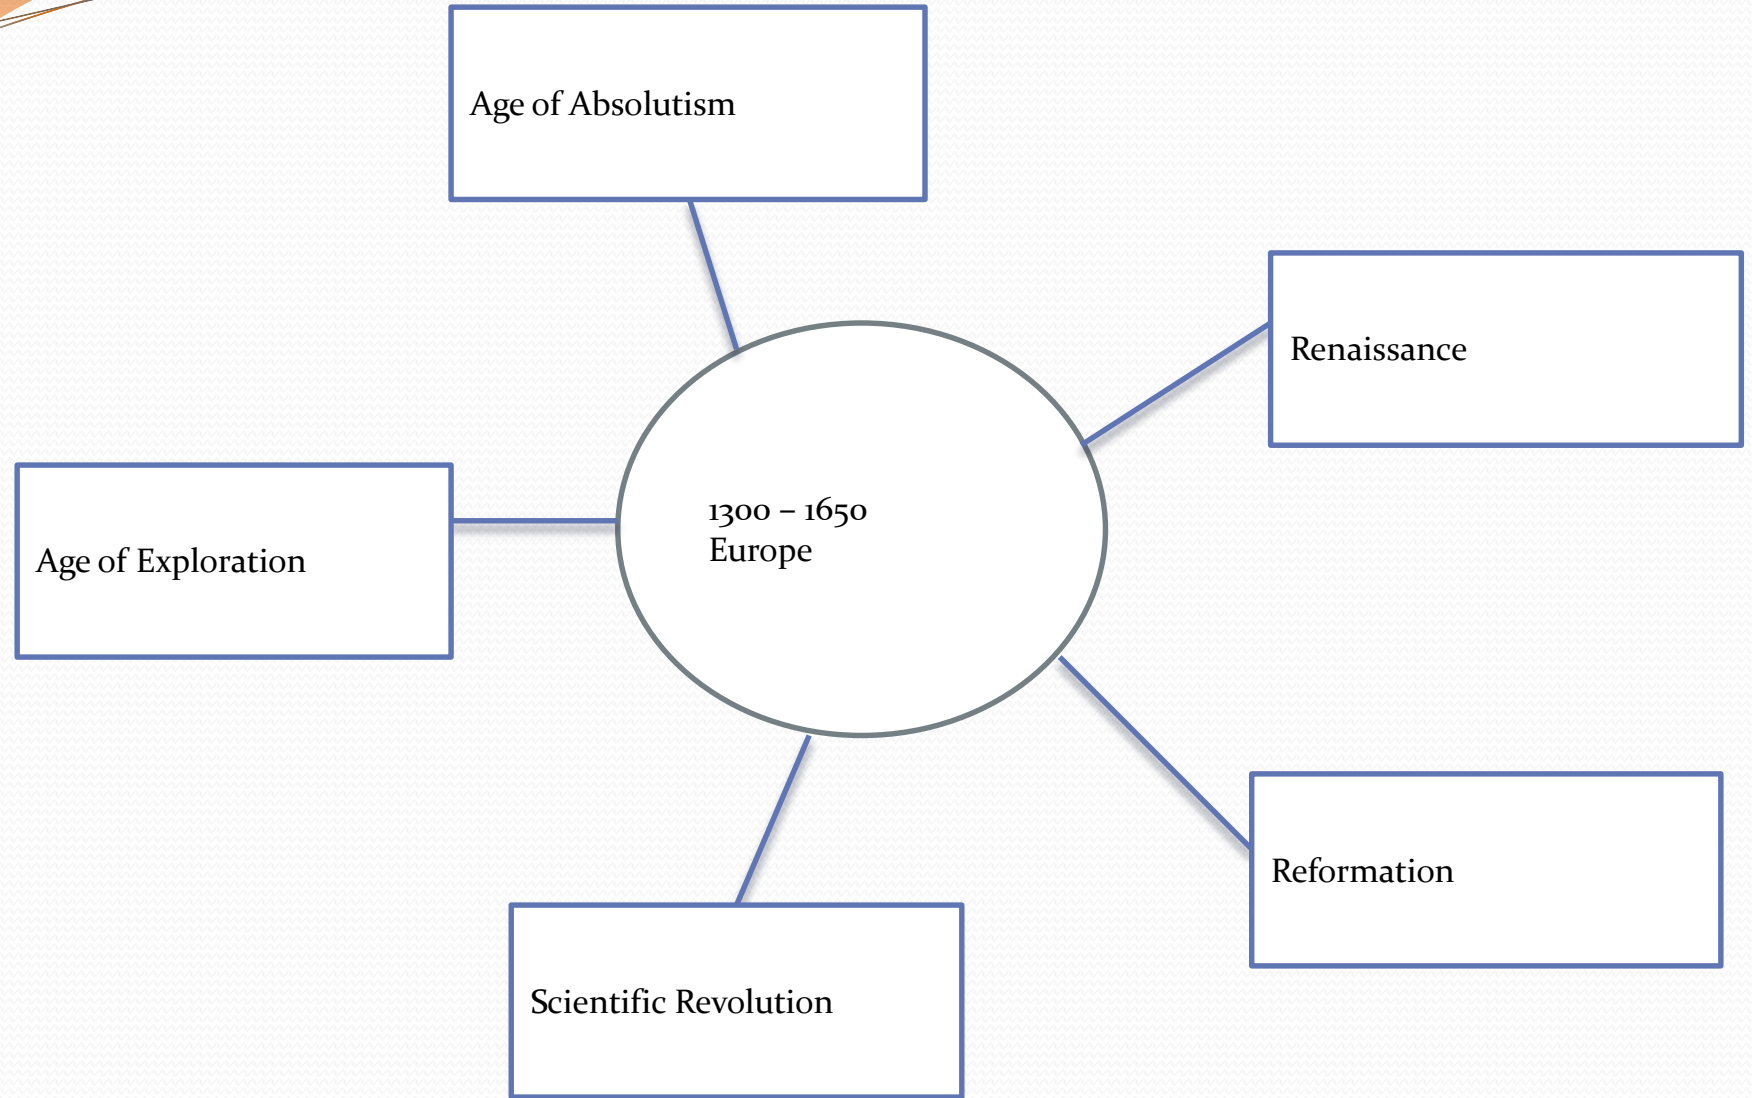 Age of Absolutism
Renaissance
1300 – 1650
Europe
Age of Exploration
Reformation
Scientific Revolution